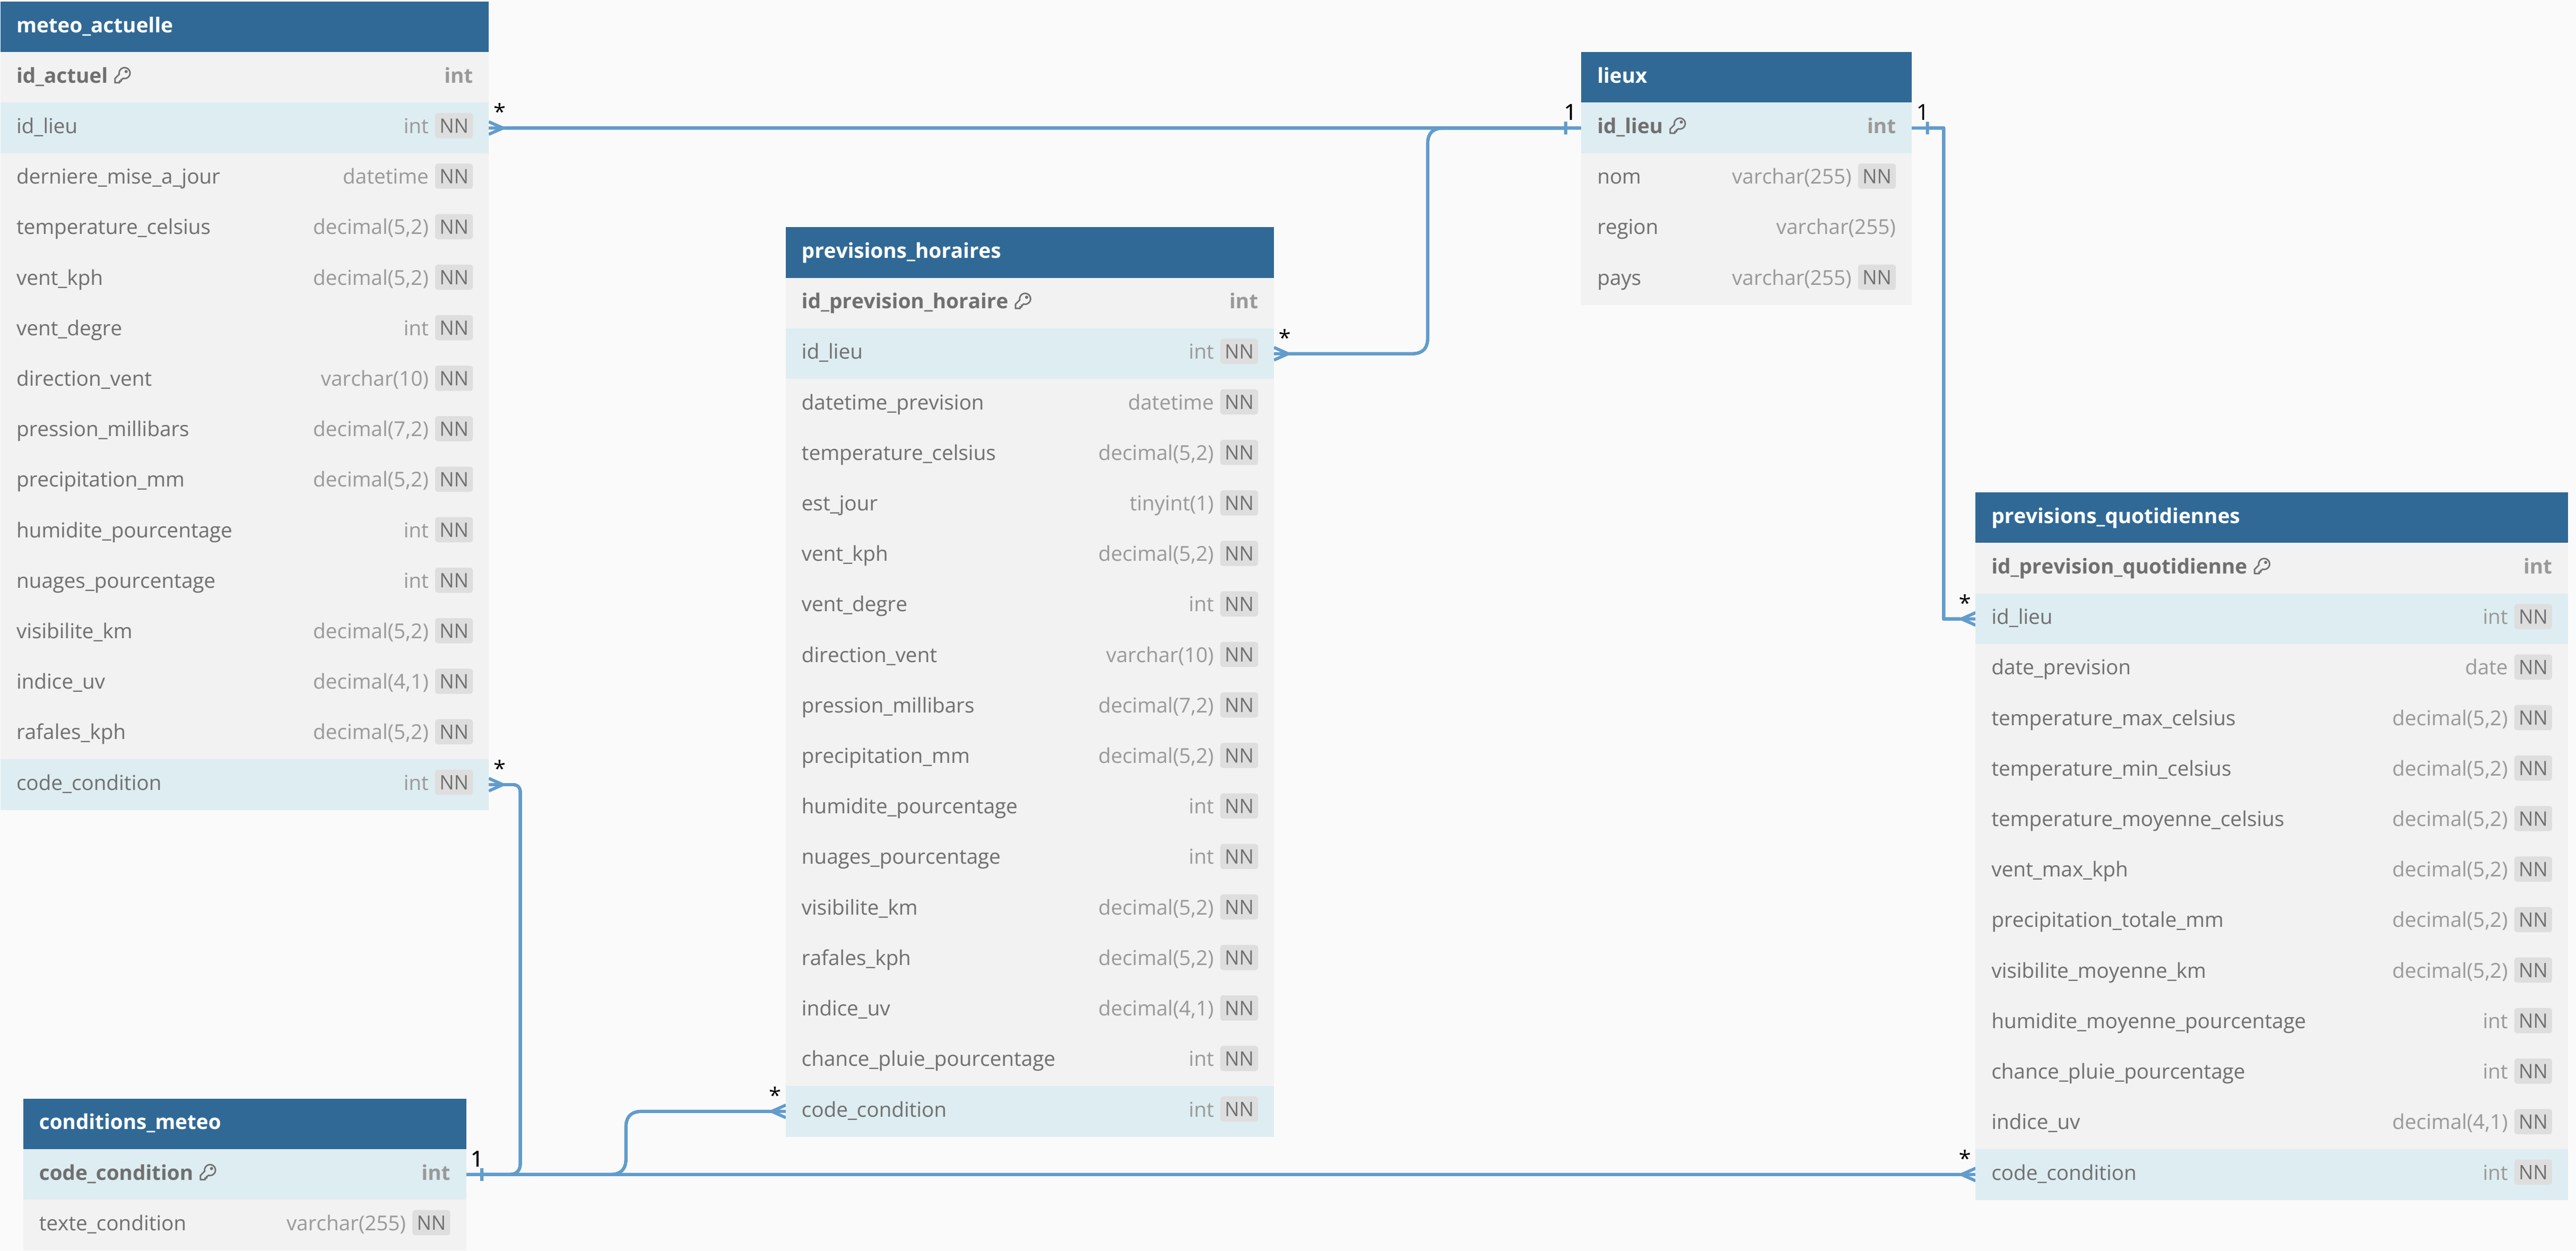 meteo_actuelle
id_actuel int
id_lieu int NN
derniere_mise_a_jour datetime NN
temperature_celsius decimal(5,2) NN
vent_kph decimal(5,2) NN
vent_degre int NN
direction_vent varchar(10) NN
pression_millibars decimal(7,2) NN
precipitation_mm decimal(5,2) NN
humidite_pourcentage int NN
nuages_pourcentage int NN
visibilite_km decimal(5,2) NN
indice_uv decimal(4,1) NN
rafales_kph decimal(5,2) NN
code_condition int NN
*
*
conditions_meteo
code_condition int
texte_condition varchar(255) NN
1
previsions_horaires
id_prevision_horaire int
id_lieu int NN
datetime_prevision datetime NN
temperature_celsius decimal(5,2) NN
est_jour tinyint(1) NN
vent_kph decimal(5,2) NN
vent_degre int NN
direction_vent varchar(10) NN
pression_millibars decimal(7,2) NN
precipitation_mm decimal(5,2) NN
humidite_pourcentage int NN
nuages_pourcentage int NN
visibilite_km decimal(5,2) NN
rafales_kph decimal(5,2) NN
indice_uv decimal(4,1) NN
chance_pluie_pourcentage int NN
code_condition int NN
*
*
lieux
id_lieu int
nom varchar(255) NN
region varchar(255)
pays varchar(255) NN
1
1
previsions_quotidiennes
id_prevision_quotidienne int
id_lieu int NN
date_prevision date NN
temperature_max_celsius decimal(5,2) NN
temperature_min_celsius decimal(5,2) NN
temperature_moyenne_celsius decimal(5,2) NN
vent_max_kph decimal(5,2) NN
precipitation_totale_mm decimal(5,2) NN
visibilite_moyenne_km decimal(5,2) NN
humidite_moyenne_pourcentage int NN
chance_pluie_pourcentage int NN
indice_uv decimal(4,1) NN
code_condition int NN
*
*